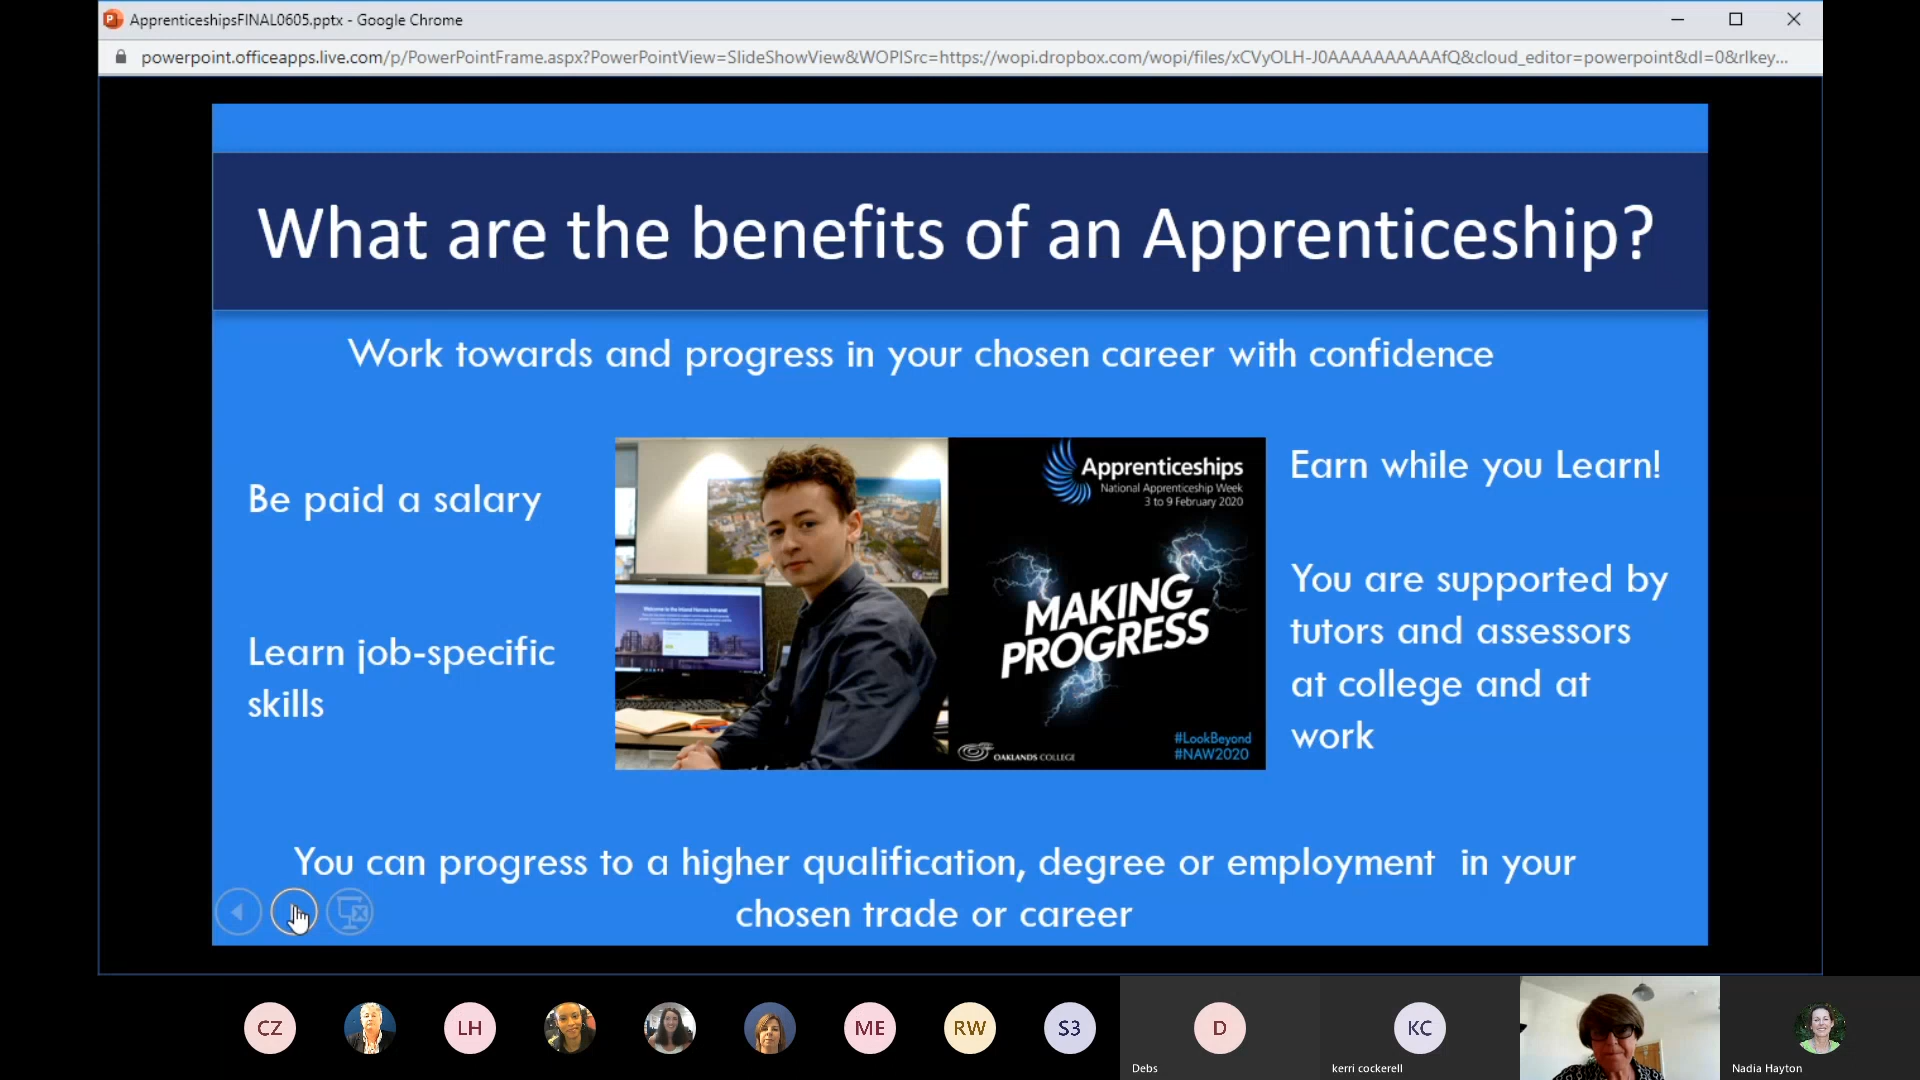 ApprenticeshipsFINAL0605.pptx - Google Chrome
powerpoint.officeapps.live.com/p/PowerPointFrame.aspx?PowerPointView=SlideShowView&WOPISrc=https://wopi.dropbox.com/wopi/files/xCVyOLH-J0AAAAAAAAAAfQ&cloud_editor=powerpoint&dl=0&rlkey...
What are the benefits of an Apprenticeship?
Work towards and progress in your chosen career with confidence
Be paid a salary
Learn job-specific
skills
Apprenticeships
National Apprenticeship Week
3 to 9 February 2020
MAKING
PROGRESS
#LookBeyond
#NAW2020
OAKLANDS COLLEGE
Earn while you Learn!
You are supported by
tutors and assessors
at college and at
work
You can progress to a higher qualification, degree or employment in your
chosen trade or career
CZ
LH
ME
RW
S3
D
Debs
KC
kerri cockerell
Nadia Hayton